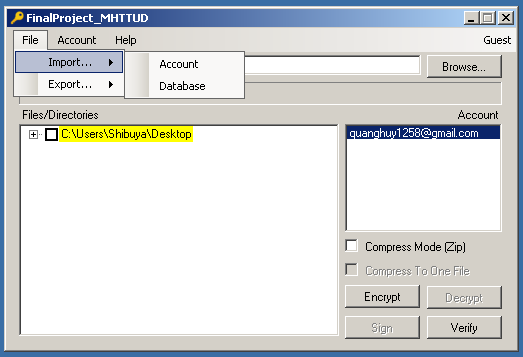 FinalProject_MHTTUD
File Account Help Guest
Import...
Account
Browse...
Export...
Database
Files/Directories
Account
C:\Users\Shibuya\Desktop
quanghuy1258@gmail.com
Compress Mode (Zip)
Compress To One File
Encrypt
Decrypt
Sign
Verify